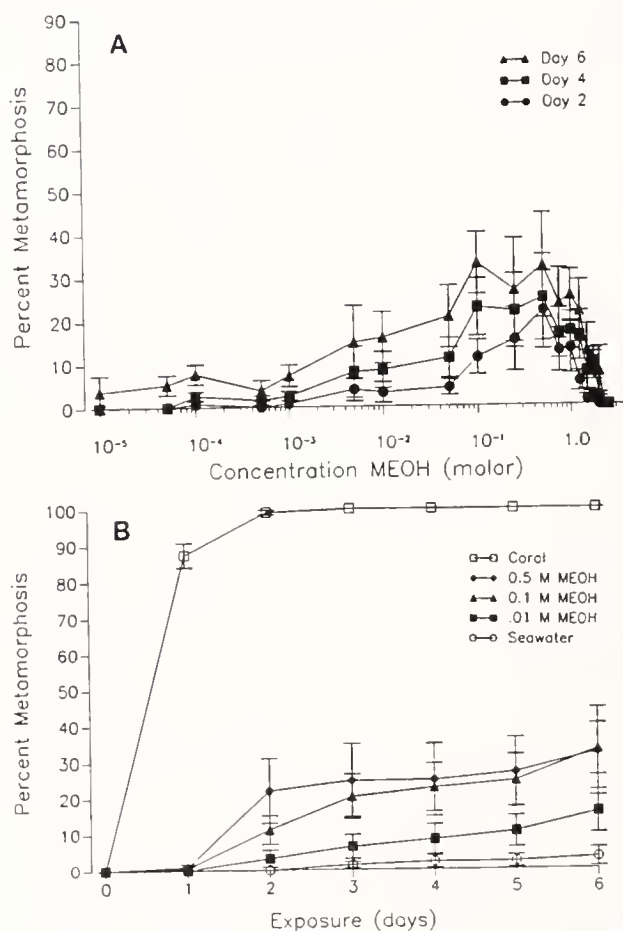 A
90
80
70
60
50
40
30
20
10
0
Percent Metamorphosis
Day 6
Day 4
Day 2
10⁻⁵ 10⁻⁴ 10⁻³ 10⁻² 10⁻¹ 1.0
Concentration MEOH (molar)
B
100
90
80
70
60
50
40
30
20
10
0
Percent Metamorphosis
Coral
0.5 M MEOH
0.1 M MEOH
.01 M MEOH
Seawater
0 1 2 3 4 5 6
Exposure (days)